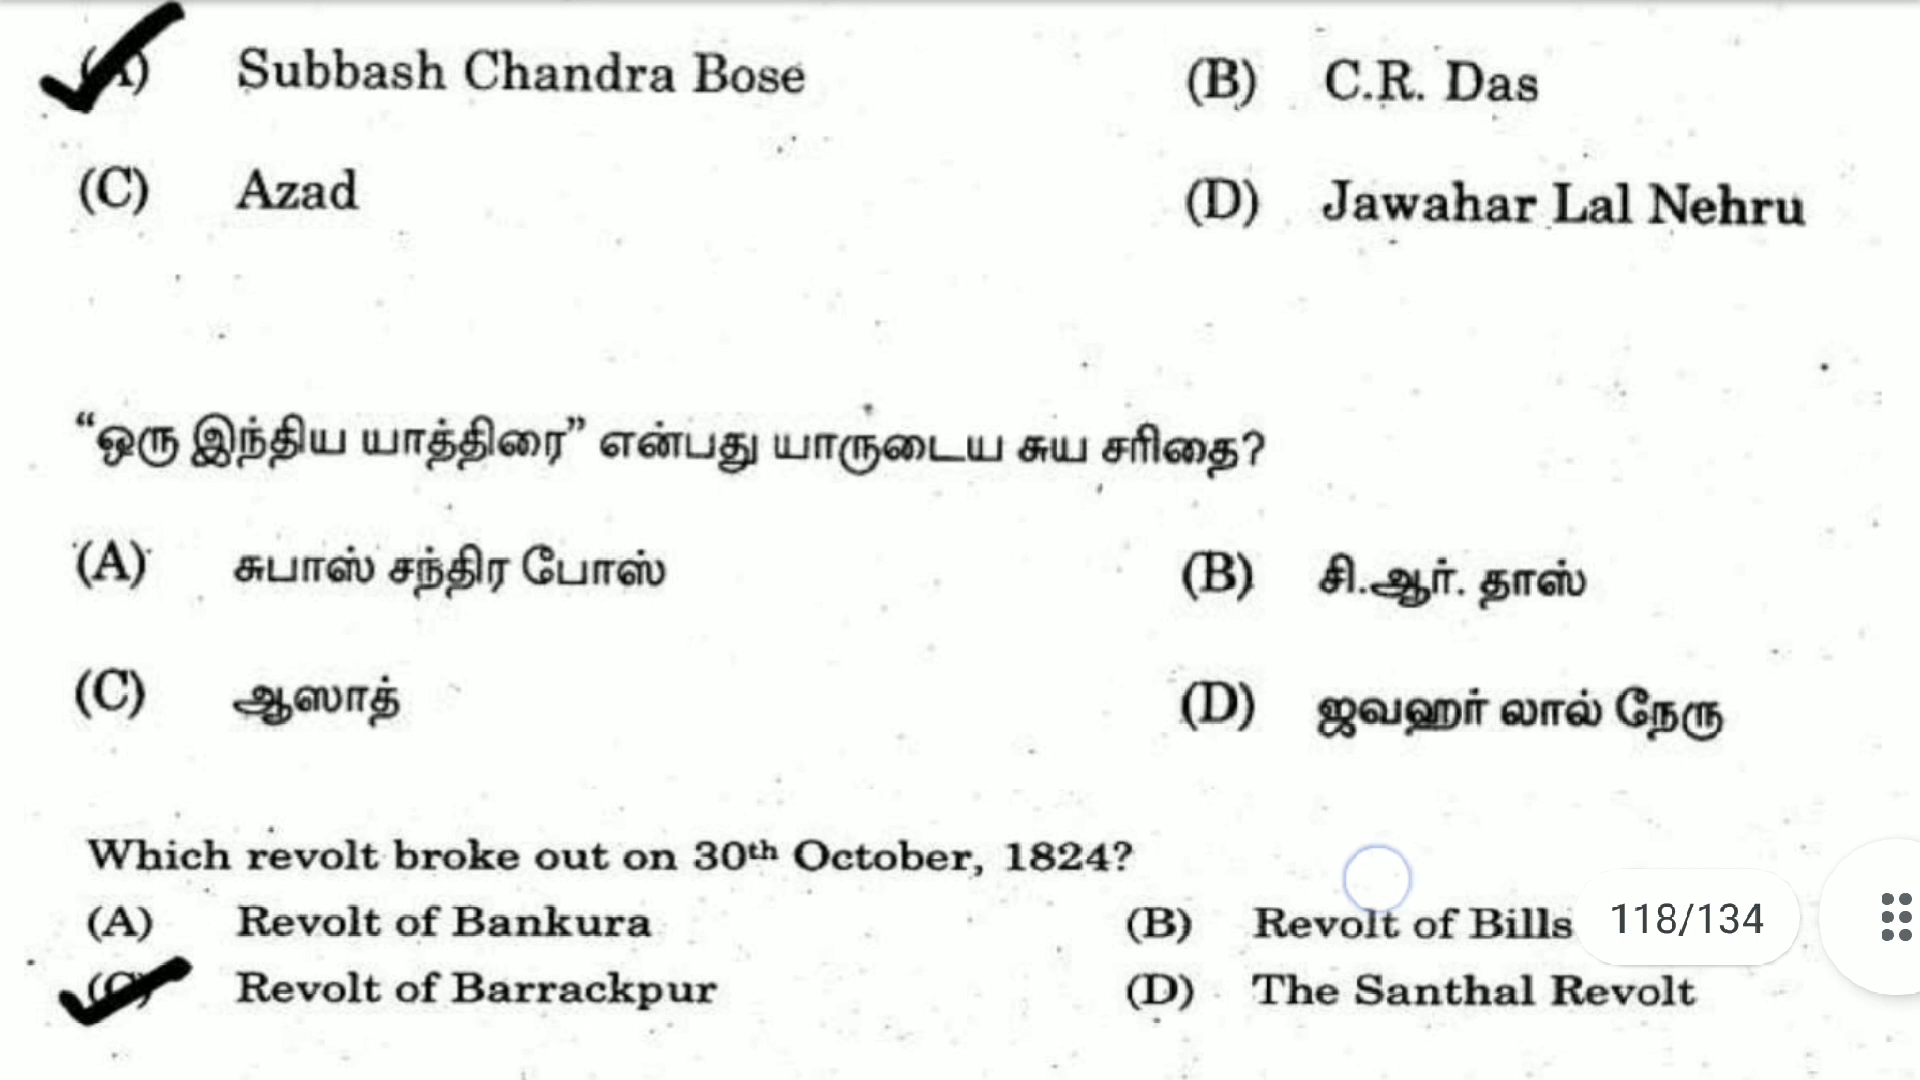 (A) Subbash Chandra Bose (B) C.R. Das
(C) Azad (D) Jawahar Lal Nehru
“ஒரு இந்திய யாத்திரை” என்பது யாருடைய சுய சரிதை?
(A) சுபாஸ் சந்திர போஸ் (B) சி.ஆர். தாஸ்
(C) ஆஸாத் (D) ஜவஹர் லால் நேரு
Which revolt broke out on 30th October, 1824?
(A) Revolt of Bankura (B) Revolt of Bills
118/134
(C) Revolt of Barrackpur (D) The Santhal Revolt